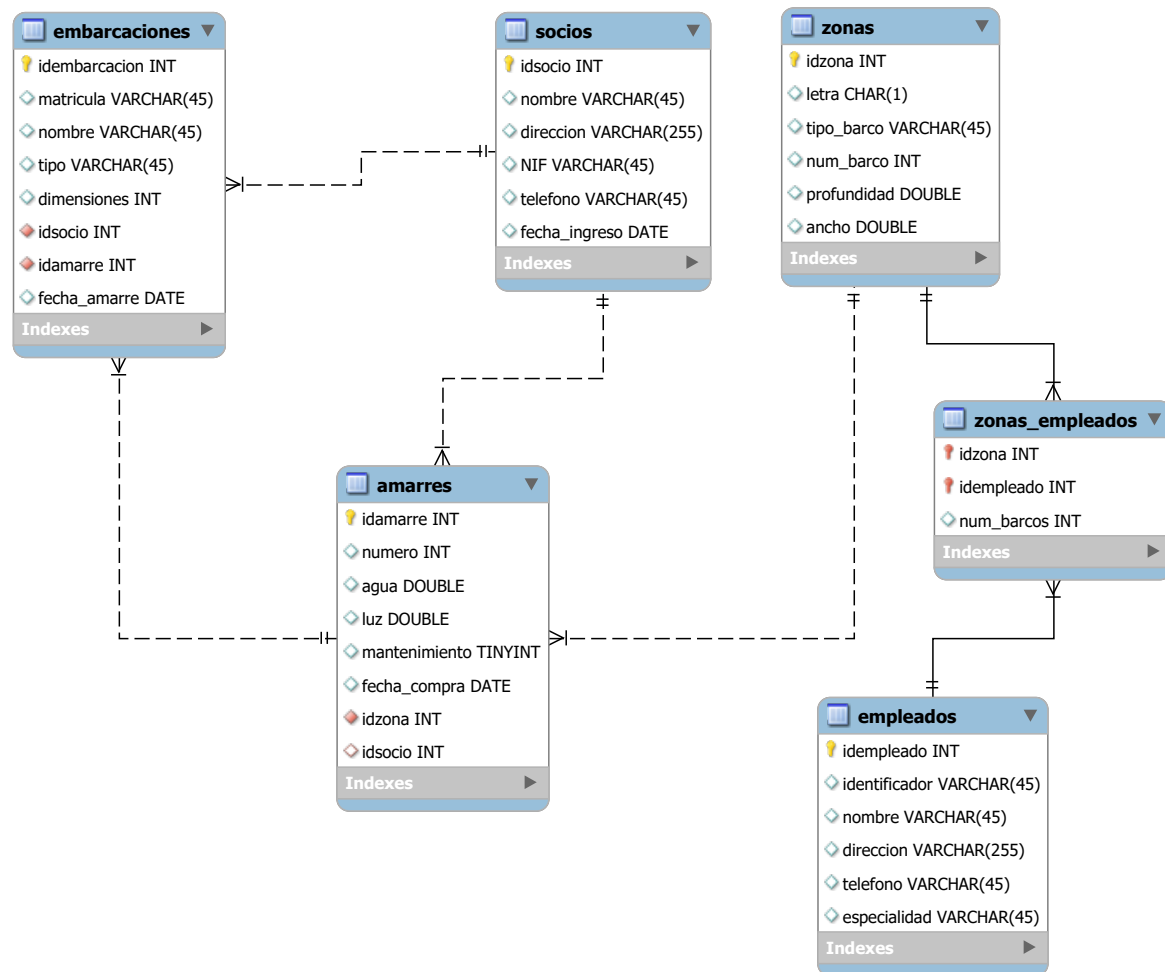 embarcaciones
idembarcacion INT
matricula VARCHAR(45)
nombre VARCHAR(45)
tipo VARCHAR(45)
dimensiones INT
idsocio INT
idamarre INT
fecha_amarre DATE
Indexes
socios
idsocio INT
nombre VARCHAR(45)
direccion VARCHAR(255)
NIF VARCHAR(45)
telefono VARCHAR(45)
fecha_ingreso DATE
Indexes
zonas
idzona INT
letra CHAR(1)
tipo_barco VARCHAR(45)
num_barco INT
profundidad DOUBLE
ancho DOUBLE
Indexes
zonas_empleados
idzona INT
idempleado INT
num_barcos INT
Indexes
amarres
idamarre INT
numero INT
agua DOUBLE
luz DOUBLE
mantenimiento TINYINT
fecha_compra DATE
idzona INT
idsocio INT
Indexes
empleados
idempleado INT
identificador VARCHAR(45)
nombre VARCHAR(45)
direccion VARCHAR(255)
telefono VARCHAR(45)
especialidad VARCHAR(45)
Indexes